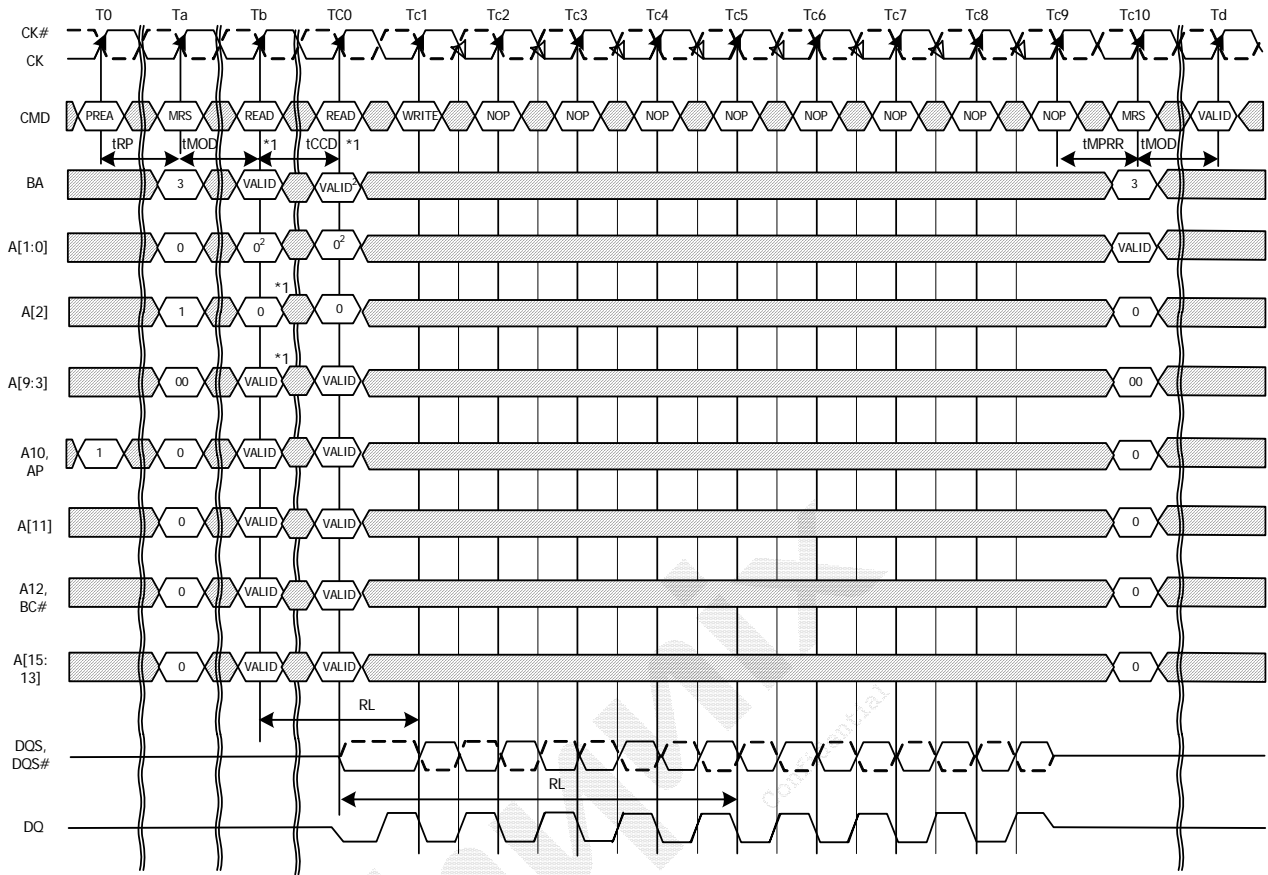 T0 Ta Tb TC0 Tc1 Tc2 Tc3 Tc4 Tc5 Tc6 Tc7 Tc8 Tc9 Tc10 Td
CK#
CK
CMD PREA MRS READ READ WRITE NOP NOP NOP NOP NOP NOP NOP NOP MRS VALID
tRP tMOD *1 tCCD *1 tMPRR tMOD
BA 3 VALID VALID² 3
A[1:0] 0 0² 0² VALID
*1
A[2] 1 0 0 0
*1
A[9:3] 00 VALID VALID 00
A10,
AP 1 0 VALID VALID 0
A[11] 0 VALID VALID 0
A12,
BC# 0 VALID VALID 0
A[15:
13] 0 VALID VALID 0
RL
DQS,
DQS#
RL
DQ
Confidential